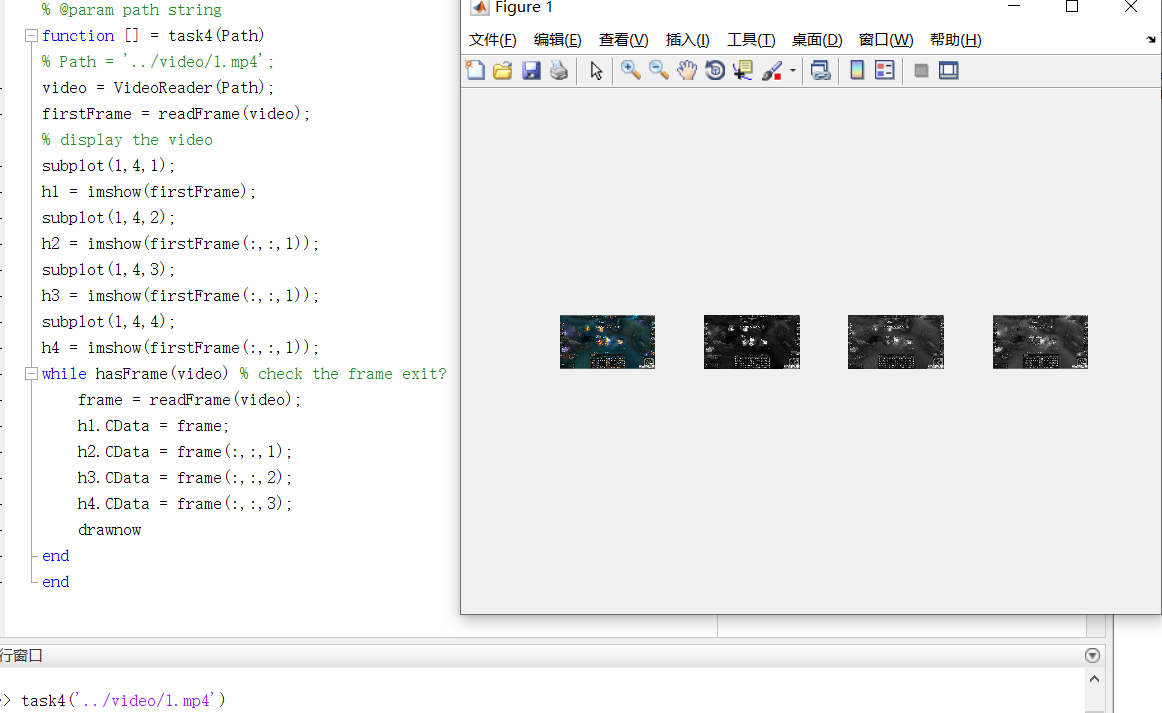 % @param path string
function [] = task4(Path)
% Path = '../video/1.mp4';
video = VideoReader(Path);
firstFrame = readFrame(video);
% display the video
subplot(1,4,1);
h1 = imshow(firstFrame);
subplot(1,4,2);
h2 = imshow(firstFrame(:,:,1));
subplot(1,4,3);
h3 = imshow(firstFrame(:,:,1));
subplot(1,4,4);
h4 = imshow(firstFrame(:,:,1));
while hasFrame(video) % check the frame exit?
frame = readFrame(video);
h1.CData = frame;
h2.CData = frame(:,:,1);
h3.CData = frame(:,:,2);
h4.CData = frame(:,:,3);
drawnow
end
end
Figure 1
文件(F) 编辑(E) 查看(V) 插入(I) 工具(T) 桌面(D) 窗口(W) 帮助(H)
行窗口
>> task4('../video/1.mp4')